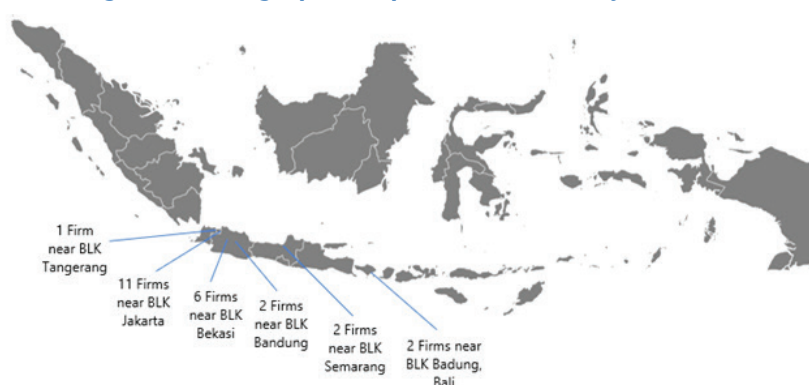 1 Firm
near BLK
Tangerang
11 Firms
near BLK
Jakarta
6 Firms
near BLK
Bekasi
2 Firms
near BLK
Bandung
2 Firms
near BLK
Semarang
2 Firms near
BLK Badung,
Bali